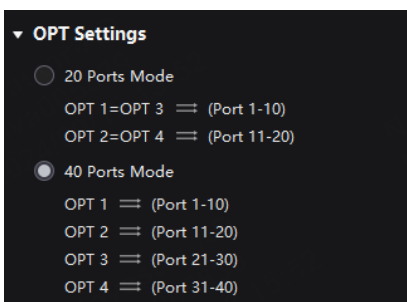 OPT Settings
20 Ports Mode
OPT 1=OPT 3 ⇉ (Port 1-10)
OPT 2=OPT 4 ⇉ (Port 11-20)
40 Ports Mode
OPT 1 ⇉ (Port 1-10)
OPT 2 ⇉ (Port 11-20)
OPT 3 ⇉ (Port 21-30)
OPT 4 ⇉ (Port 31-40)